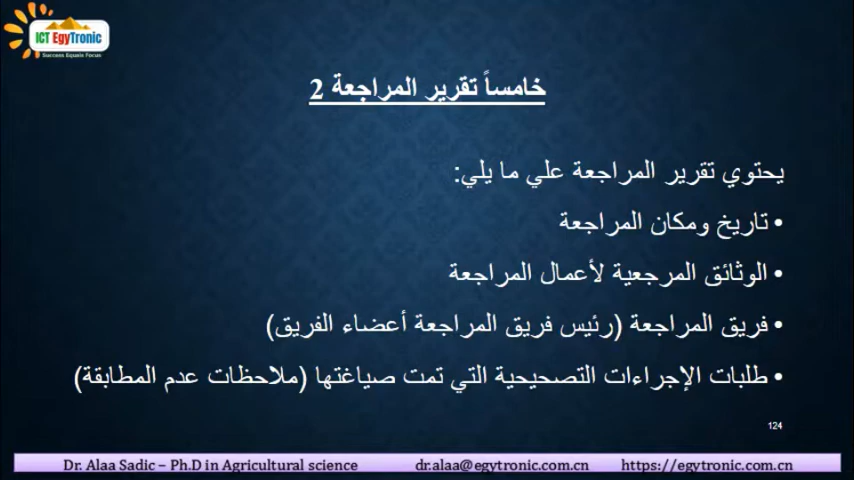 ICT EgyTronic
Success Equals Focus
خامساً تقرير المراجعة 2
يحتوي تقرير المراجعة علي ما يلي:
• تاريخ ومكان المراجعة
• الوثائق المرجعية لأعمال المراجعة
• فريق المراجعة (رئيس فريق المراجعة أعضاء الفريق)
• طلبات الإجراءات التصحيحية التي تمت صياغتها (ملاحظات عدم المطابقة)
124
Dr. Alaa Sadic – Ph.D in Agricultural science dr.alaa@egytronic.com.cn https://egytronic.com.cn